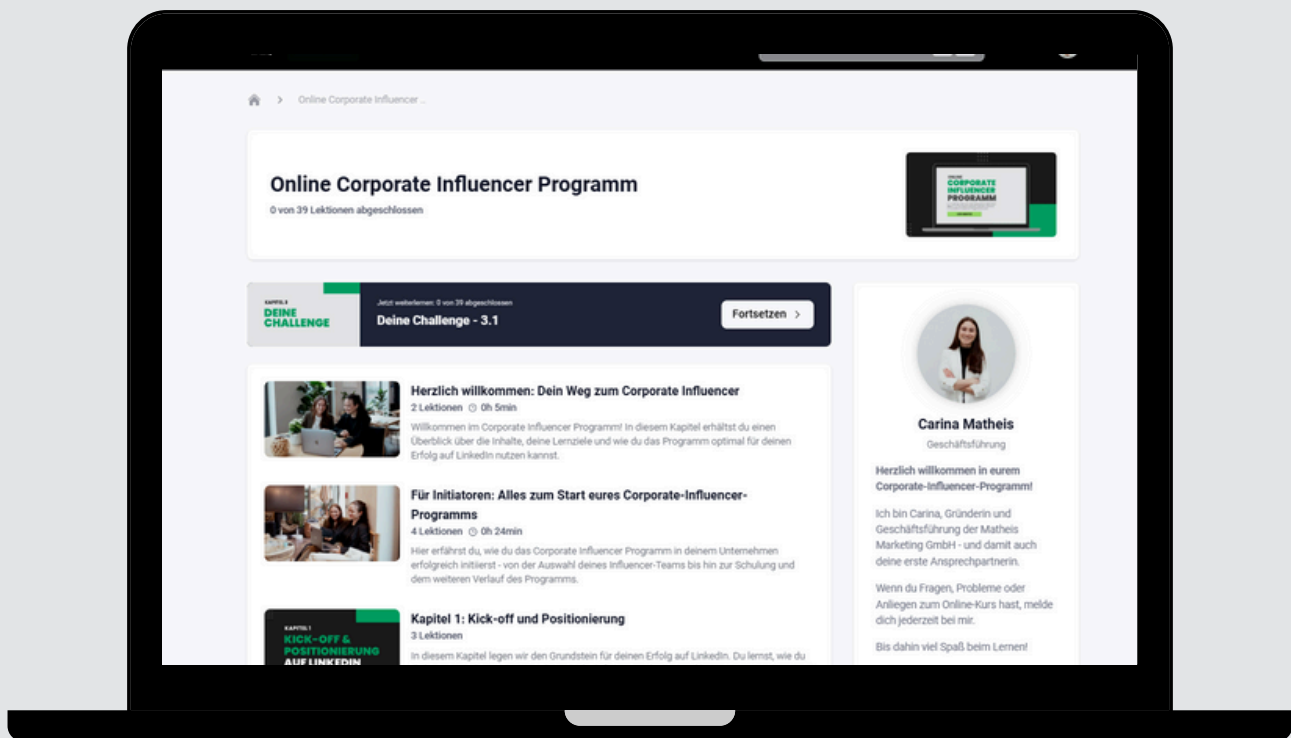 Online Corporate Influencer ..
Online Corporate Influencer Programm
0 von 39 Lektionen abgeschlossen
ONLINE
CORPORATE
INFLUENCER
PROGRAMM
KAPITEL 3
DEINE
CHALLENGE
Jetzt weiterlernen: 0 von 39 abgeschlossen
Deine Challenge - 3.1
Fortsetzen
Herzlich willkommen: Dein Weg zum Corporate Influencer
2 Lektionen 0h 5min
Willkommen im Corporate Influencer Programm! In diesem Kapitel erhältst du einen
Überblick über die Inhalte, deine Lernziele und wie du das Programm optimal für deinen
Erfolg auf LinkedIn nutzen kannst.
Für Initiatoren: Alles zum Start eures Corporate-Influencer-
Programms
4 Lektionen 0h 24min
Hier erfährst du, wie du das Corporate Influencer Programm in deinem Unternehmen
erfolgreich initiierst - von der Auswahl deines Influencer-Teams bis hin zur Schulung und
dem weiteren Verlauf des Programms.
KAPITEL 1
KICK-OFF &
POSITIONIERUNG
AUF LINKEDIN
Kapitel 1: Kick-off und Positionierung
3 Lektionen
In diesem Kapitel legen wir den Grundstein für deinen Erfolg auf LinkedIn. Du lernst, wie du
Carina Matheis
Geschäftsführung
Herzlich willkommen in eurem
Corporate-Influencer-Programm!
Ich bin Carina, Gründerin und
Geschäftsführung der Matheis
Marketing GmbH - und damit auch
deine erste Ansprechpartnerin.
Wenn du Fragen, Probleme oder
Anliegen zum Online-Kurs hast, melde
dich jederzeit bei mir.
Bis dahin viel Spaß beim Lernen!